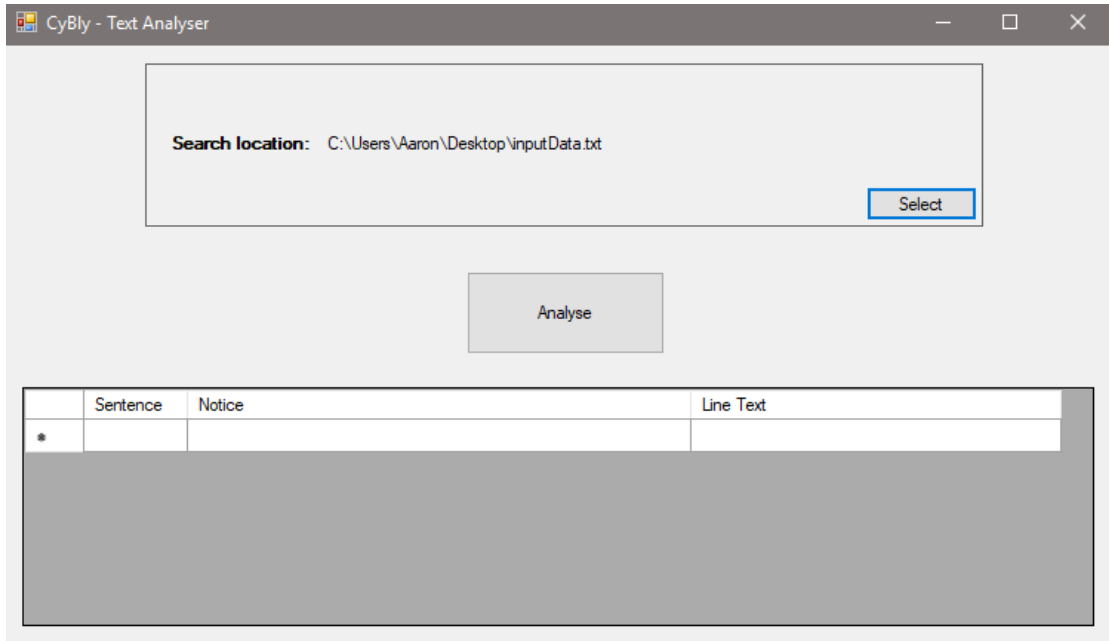 CyBly - Text Analyser
Search location: C:\Users\Aaron\Desktop\inputData.txt
Select
Analyse
Sentence Notice Line Text
*